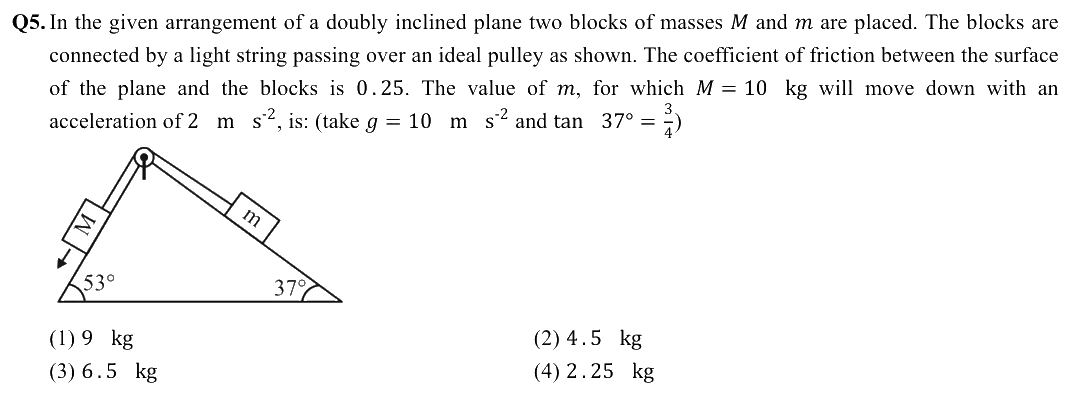 Q5. In the given arrangement of a doubly inclined plane two blocks of masses M and m are placed. The blocks are
connected by a light string passing over an ideal pulley as shown. The coefficient of friction between the surface
of the plane and the blocks is 0.25. The value of m, for which M = 10 kg will move down with an
acceleration of 2 m s⁻², is: (take g = 10 m s⁻² and tan 37° = 3/4)
M
m
53°
37°
(1) 9 kg
(2) 4.5 kg
(3) 6.5 kg
(4) 2.25 kg